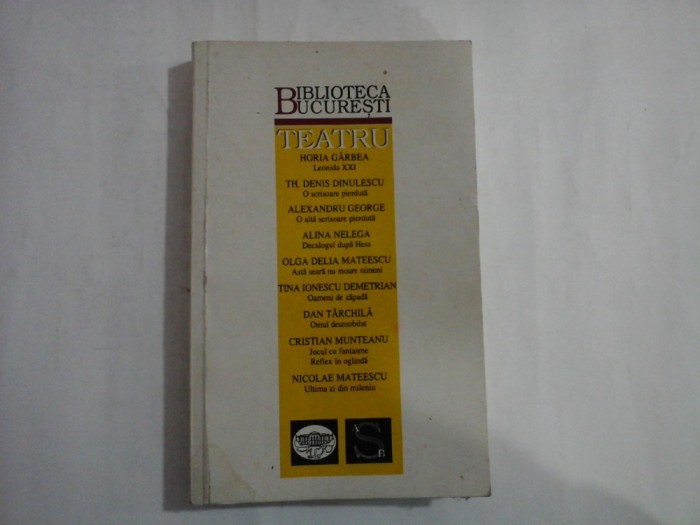 BIBLIOTECA
BUCUREȘTI
TEATRU
HORIA GÂRBEA
Leonida XXI
TH. DENIS DINULESCU
O scrisoare pierdută
ALEXANDRU GEORGE
O altă scrisoare pierdută
ALINA NELEGA
Decalogul după Hess
OLGA DELIA MATEESCU
Astă seară nu moare nimeni
TINA IONESCU DEMETRIAN
Oameni de zăpadă
DAN TĂRCHILĂ
Omul demobilat
CRISTIAN MUNTEANU
Jocul cu fantasme
Reflex în oglindă
NICOLAE MATEESCU
Ultima zi din mileniu
A S B